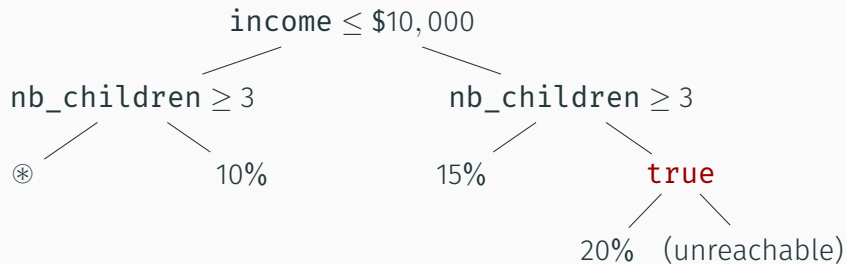 income ≤ $10,000
nb_children ≥ 3 nb_children ≥ 3
⊛ 10% 15% true
20% (unreachable)